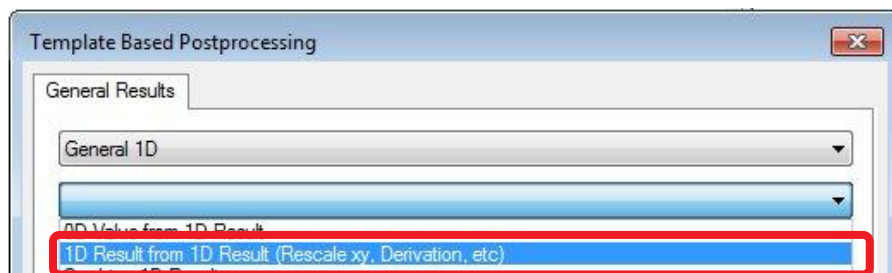 Template Based Postprocessing
General Results
General 1D
0D Value from 1D Result
1D Result from 1D Result (Rescale xy, Derivation, etc)